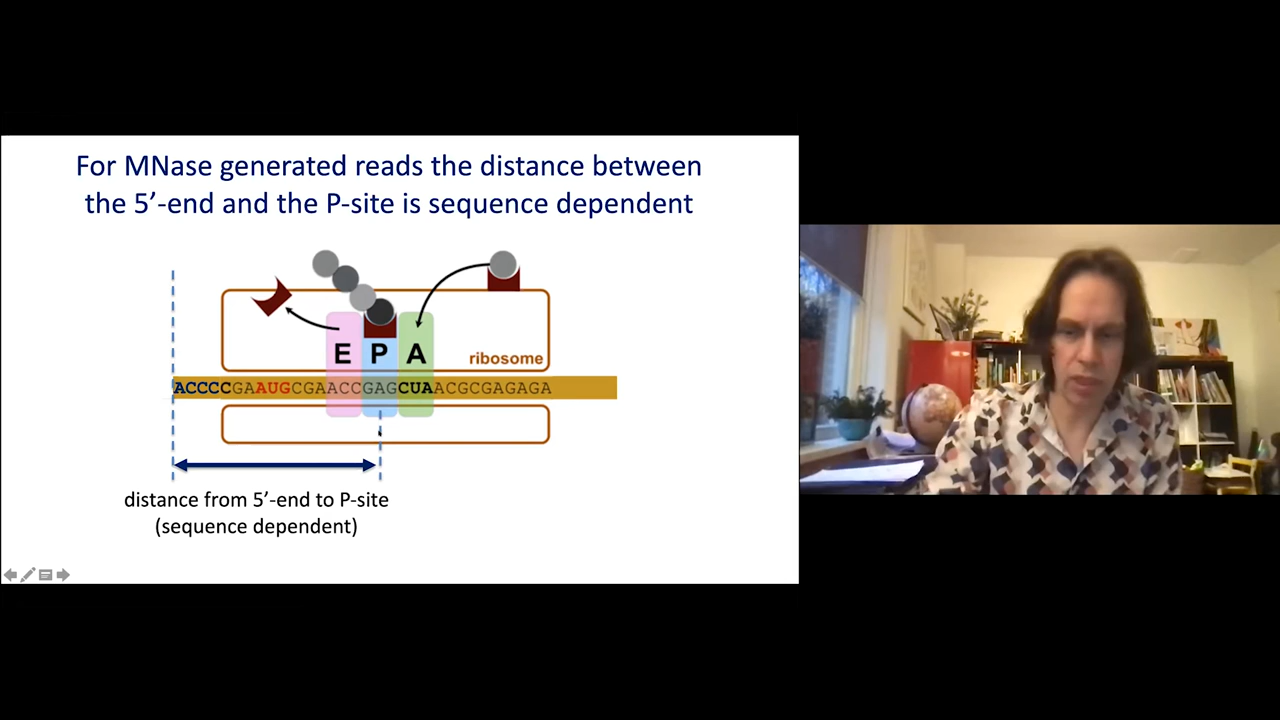 For MNase generated reads the distance between
the 5’-end and the P-site is sequence dependent
E P A
ribosome
ACCCCGAAUGCGAACCGAGCUAACGCGAGAGA
distance from 5’-end to P-site
(sequence dependent)